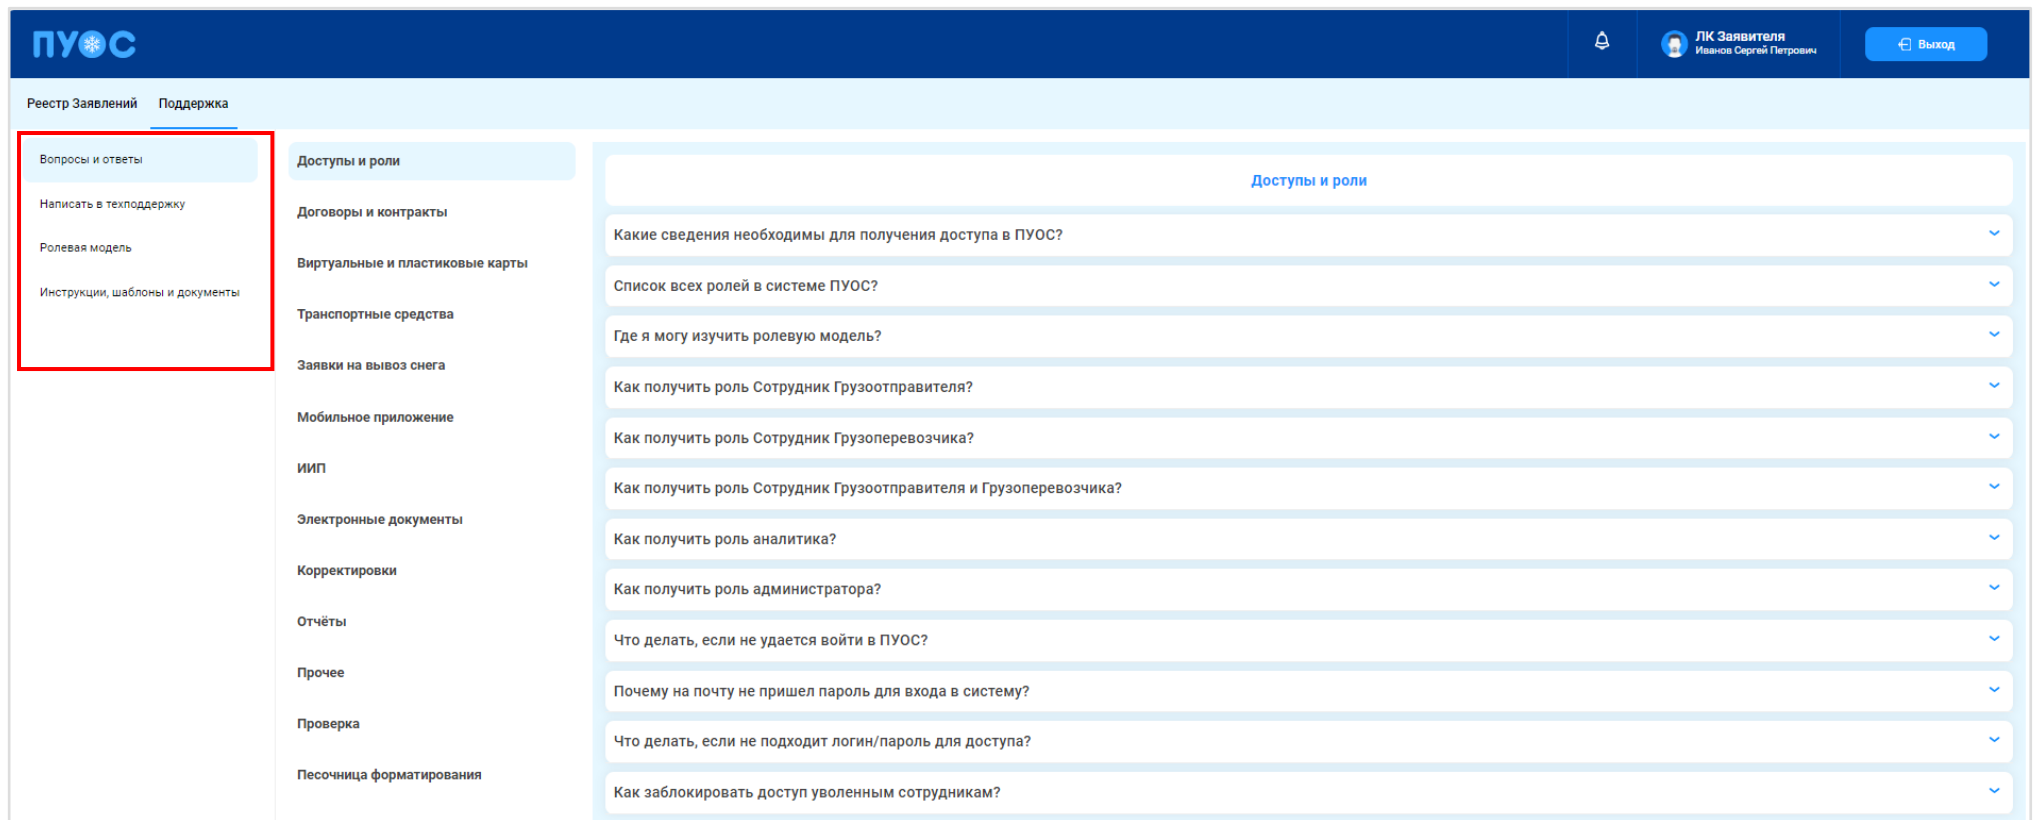 ПУОС
ЛК Заявителя
Иванов Сергей Петрович
Выход
Реестр Заявлений
Поддержка
Вопросы и ответы
Написать в техподдержку
Ролевая модель
Инструкции, шаблоны и документы
Доступы и роли
Договоры и контракты
Виртуальные и пластиковые карты
Транспортные средства
Заявки на вывоз снега
Мобильное приложение
ИИП
Электронные документы
Корректировки
Отчёты
Прочее
Проверка
Песочница форматирования
Доступы и роли
Какие сведения необходимы для получения доступа в ПУОС?
Список всех ролей в системе ПУОС?
Где я могу изучить ролевую модель?
Как получить роль Сотрудник Грузоотправителя?
Как получить роль Сотрудник Грузоперевозчика?
Как получить роль Сотрудник Грузоотправителя и Грузоперевозчика?
Как получить роль аналитика?
Как получить роль администратора?
Что делать, если не удается войти в ПУОС?
Почему на почту не пришел пароль для входа в систему?
Что делать, если не подходит логин/пароль для доступа?
Как заблокировать доступ уволенным сотрудникам?